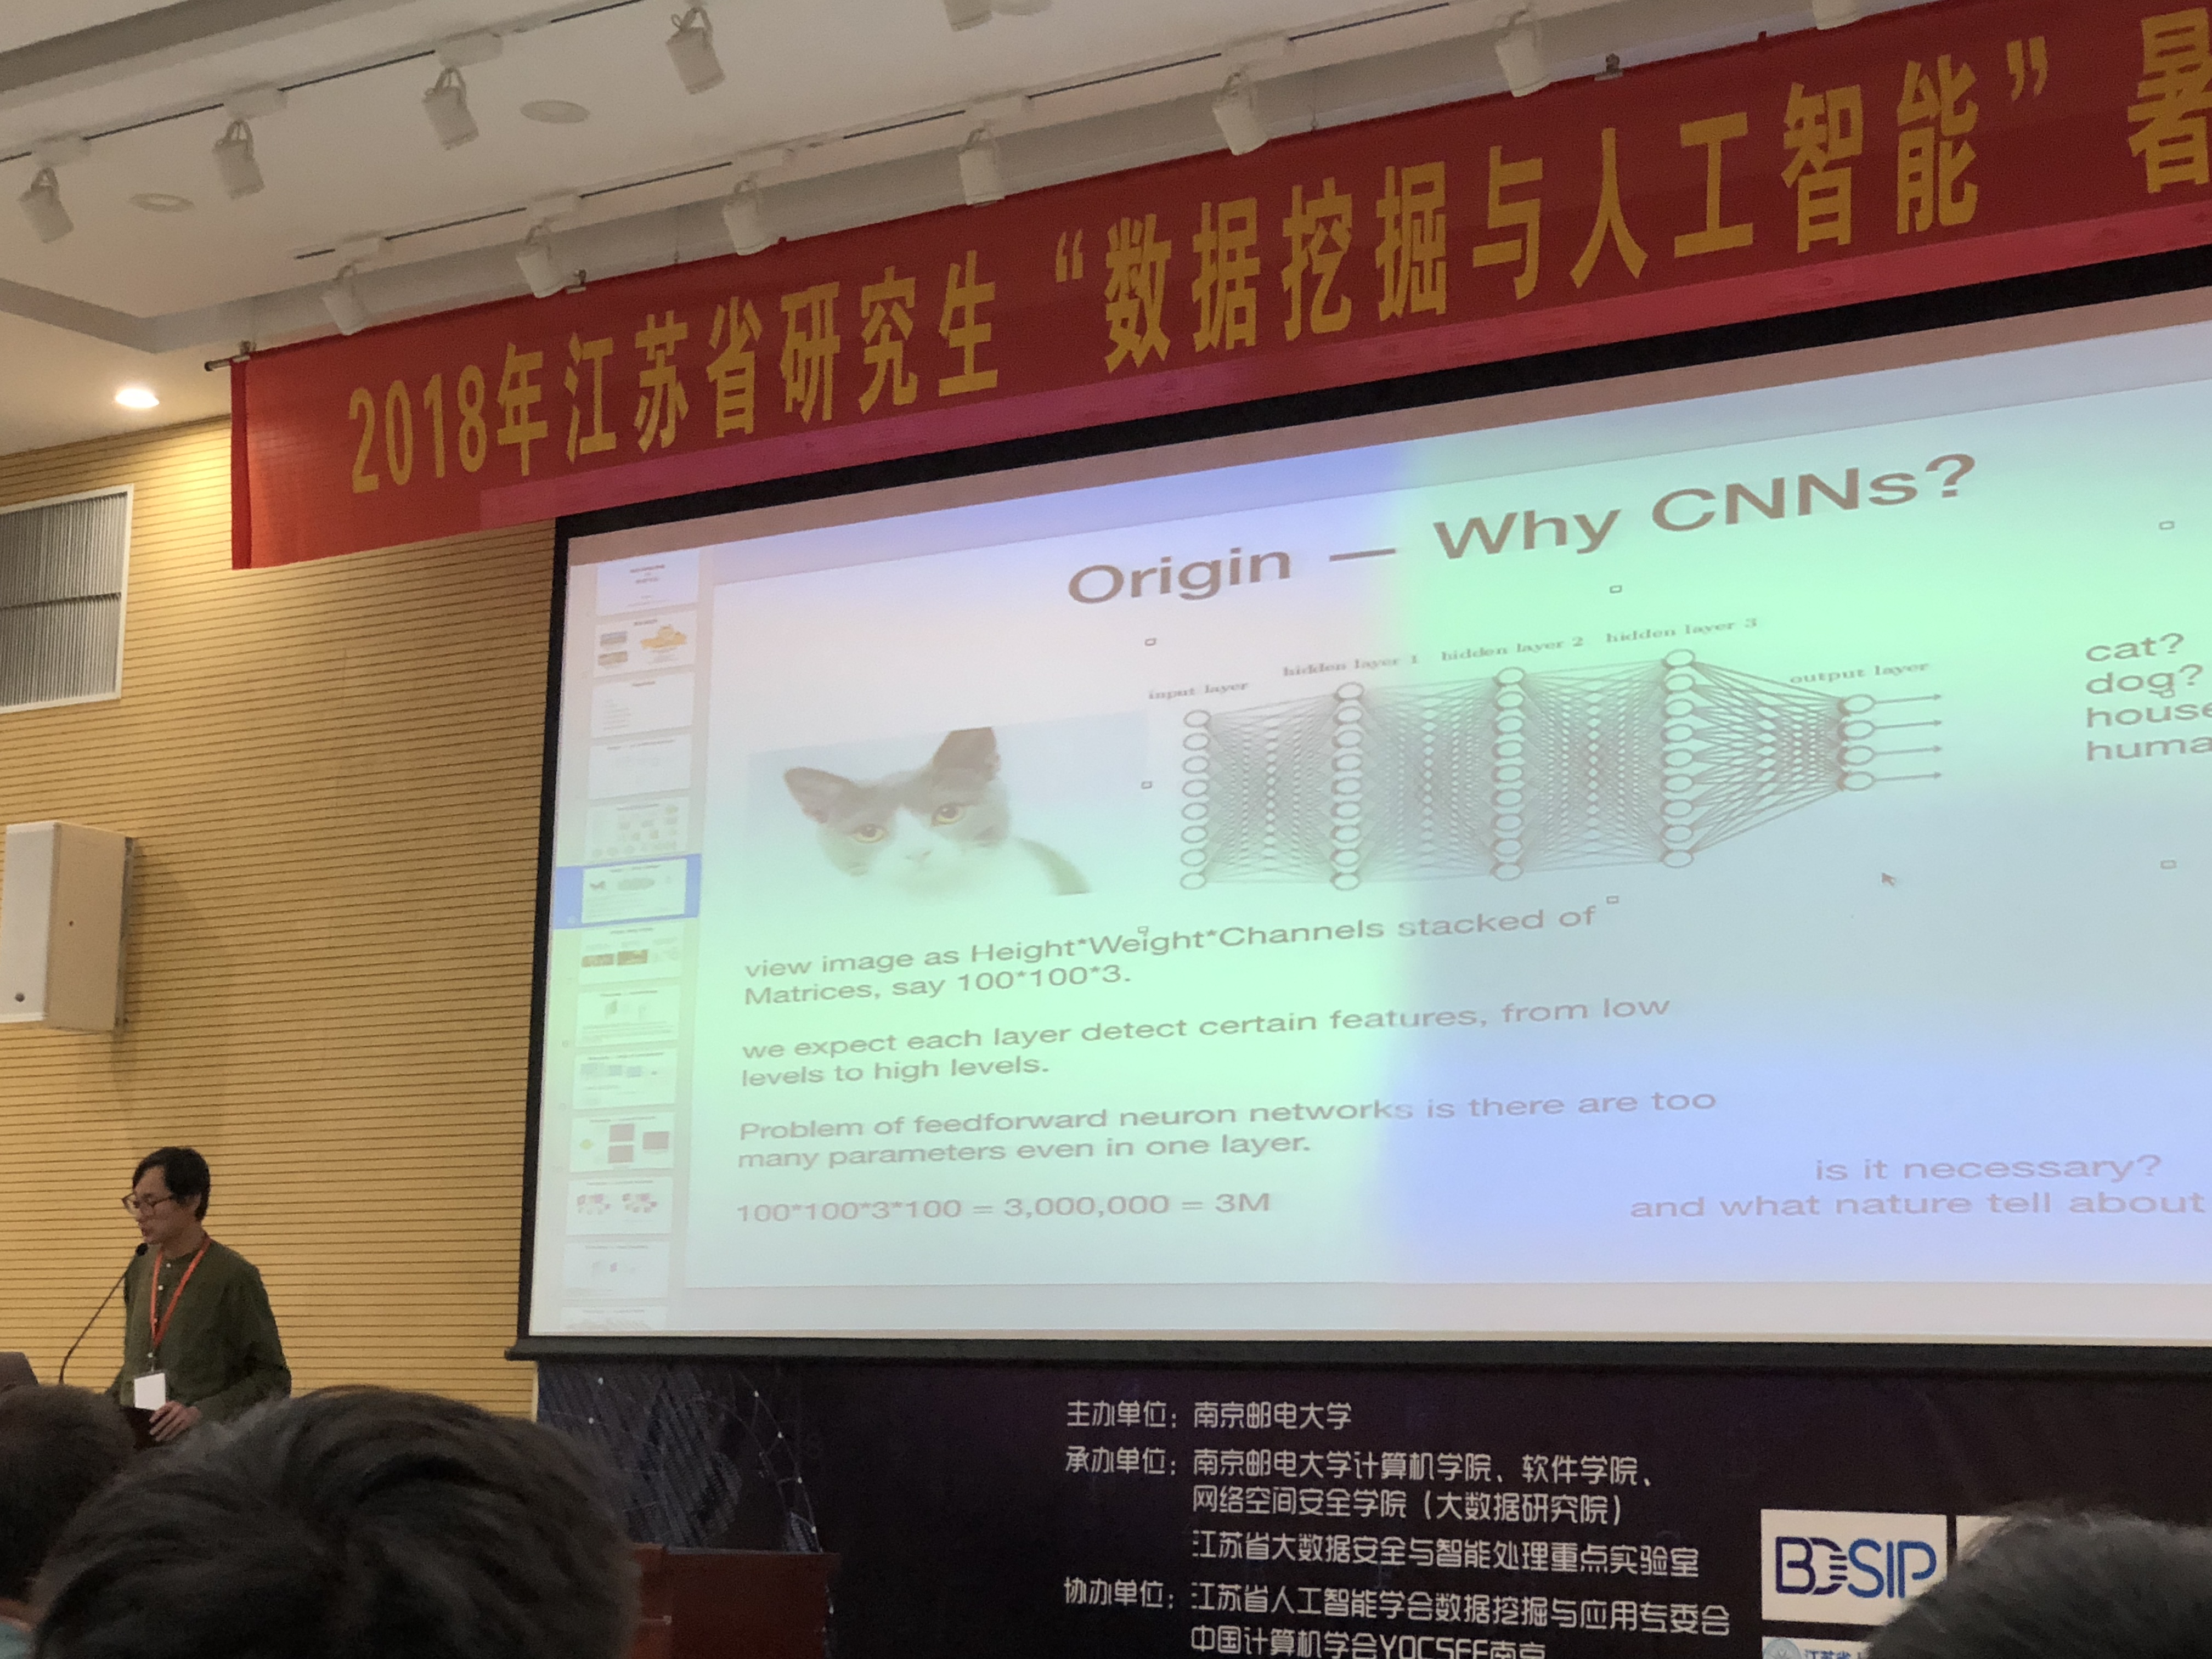 2018年江苏省研究生“数据挖掘与人工智能”暑
Origin — Why CNNs?
input layer
hidden layer 1
hidden layer 2
hidden layer 3
output layer
cat?
dog?
view image as Height*Weight*Channels stacked of
Matrices, say 100*100*3.
we expect each layer detect certain features, from low
levels to high levels.
Problem of feedforward neuron networks is there are too
many parameters even in one layer.
100*100*3*100 = 3,000,000 = 3M
is it necessary?
and what nature tell about
主办单位：南京邮电大学
承办单位：南京邮电大学计算机学院、软件学院、
网络空间安全学院（大数据研究院）
江苏省大数据安全与智能处理重点实验室
协办单位：江苏省人工智能学会数据挖掘与应用专委会
中国计算机学会YOCSEF南京
BDSIP
江苏省